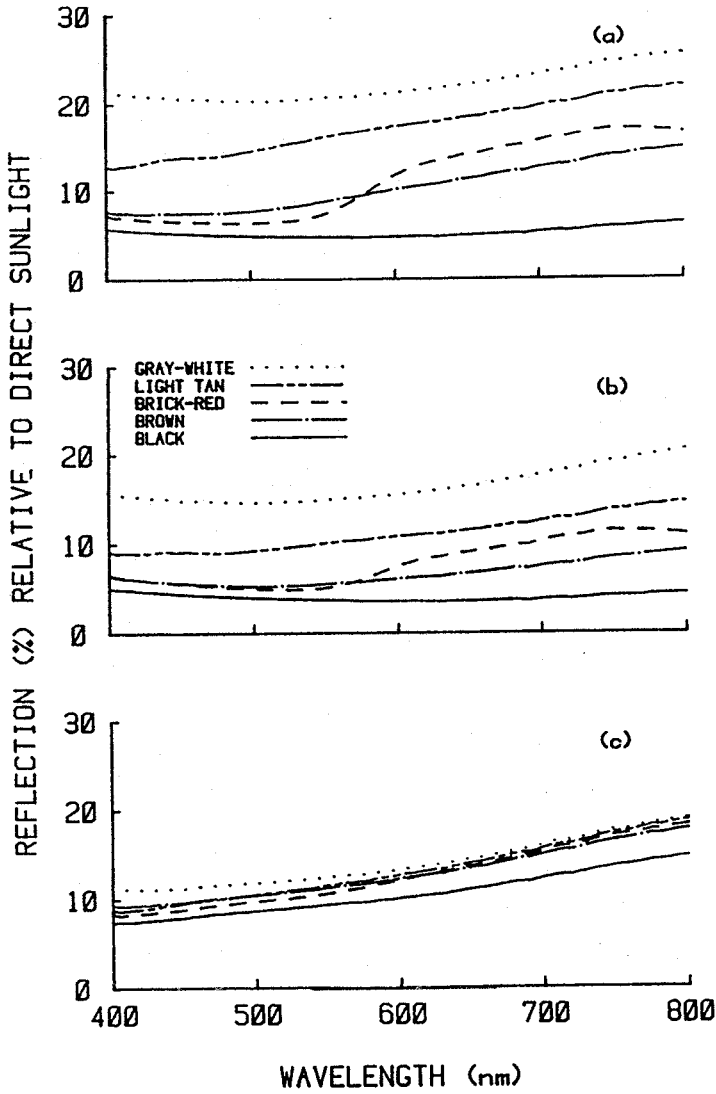 REFLECTION (%) RELATIVE TO DIRECT SUNLIGHT
30
(a)
20
10
0
30
GRAY-WHITE
LIGHT TAN
BRICK-RED
BROWN
BLACK
(b)
20
10
0
30
(c)
20
10
0
400
500
600
700
800
WAVELENGTH (nm)